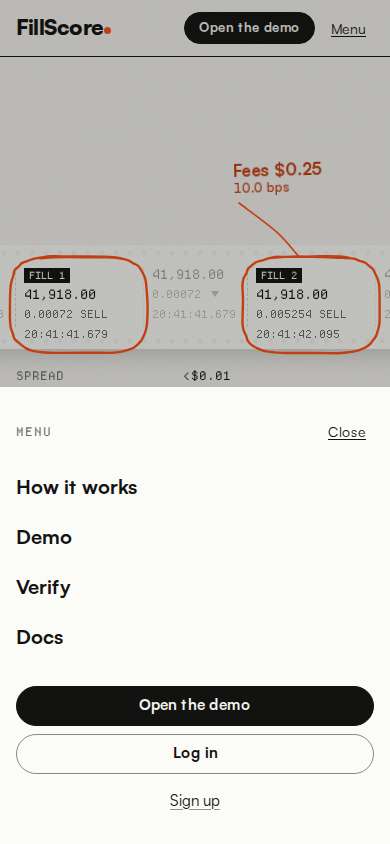 FillScore
Open the demo
Menu
Fees $0.25
10.0 bps
FILL 1
41,918.00
0.00072 SELL
20:41:41.679
41,918.00
0.00072 ▼
20:41:41.679
FILL 2
41,918.00
0.005254 SELL
20:41:42.095
SPREAD
<$0.01
MENU
Close
How it works
Demo
Verify
Docs
Open the demo
Log in
Sign up